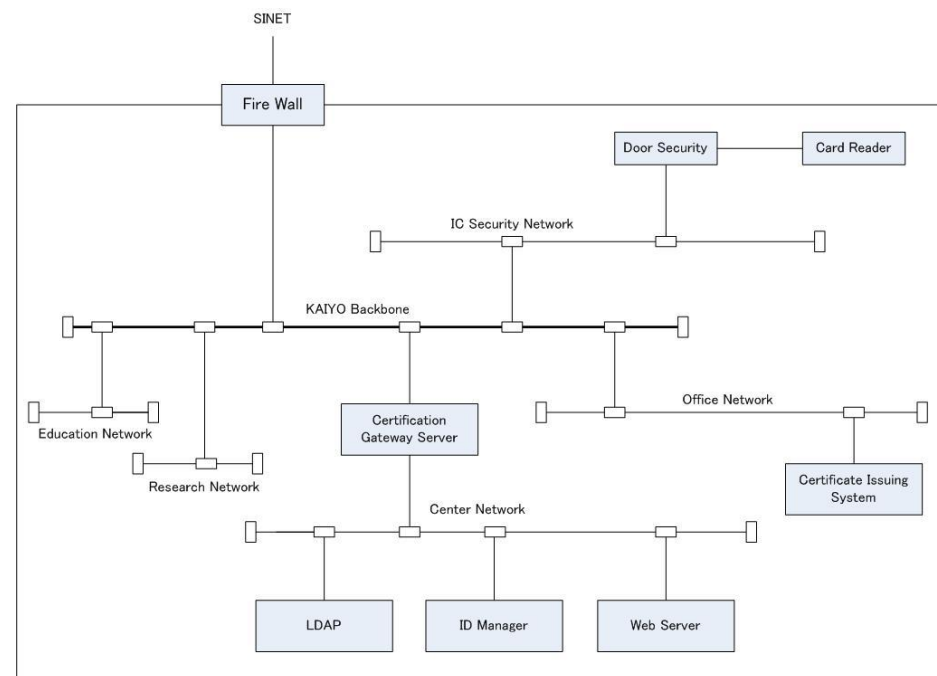 SINET
Fire Wall
Door Security
Card Reader
IC Security Network
KAIYO Backbone
Office Network
Certification
Gateway Server
Education Network
Research Network
Certificate Issuing
System
Center Network
LDAP
ID Manager
Web Server